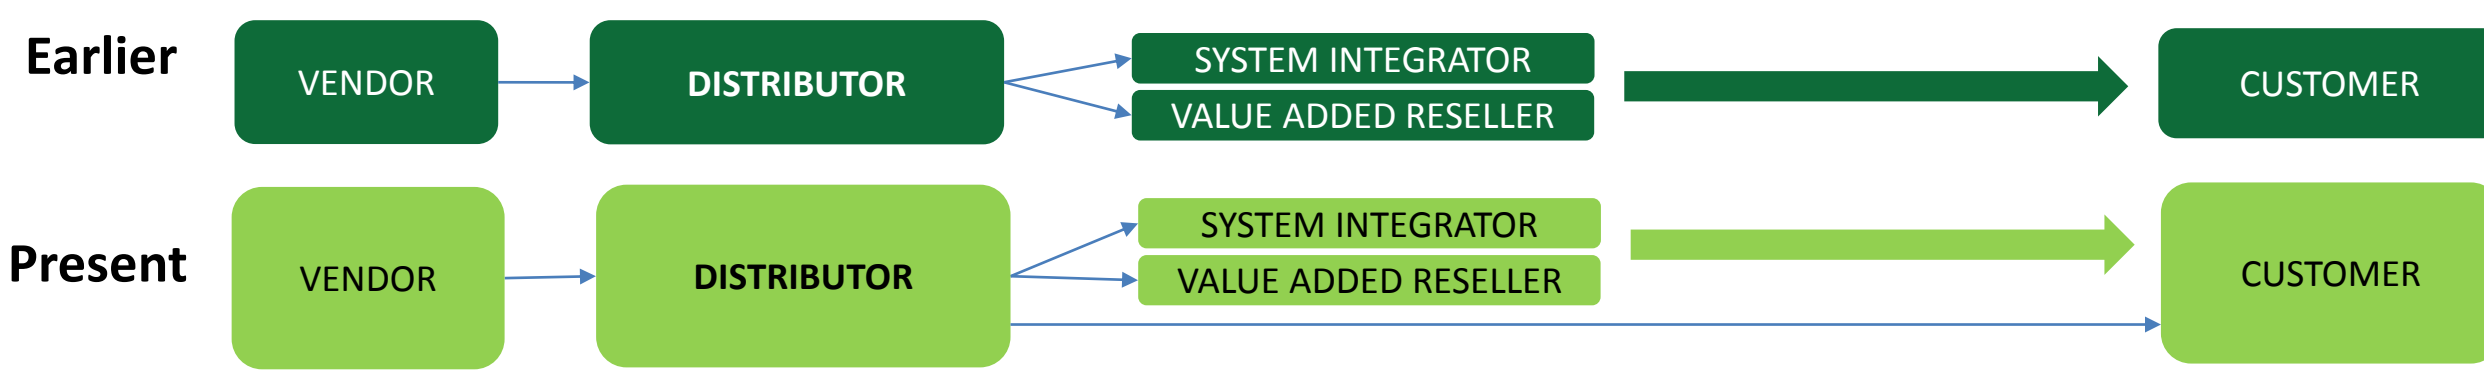 Earlier
VENDOR
DISTRIBUTOR
SYSTEM INTEGRATOR
VALUE ADDED RESELLER
CUSTOMER
Present
VENDOR
DISTRIBUTOR
SYSTEM INTEGRATOR
VALUE ADDED RESELLER
CUSTOMER